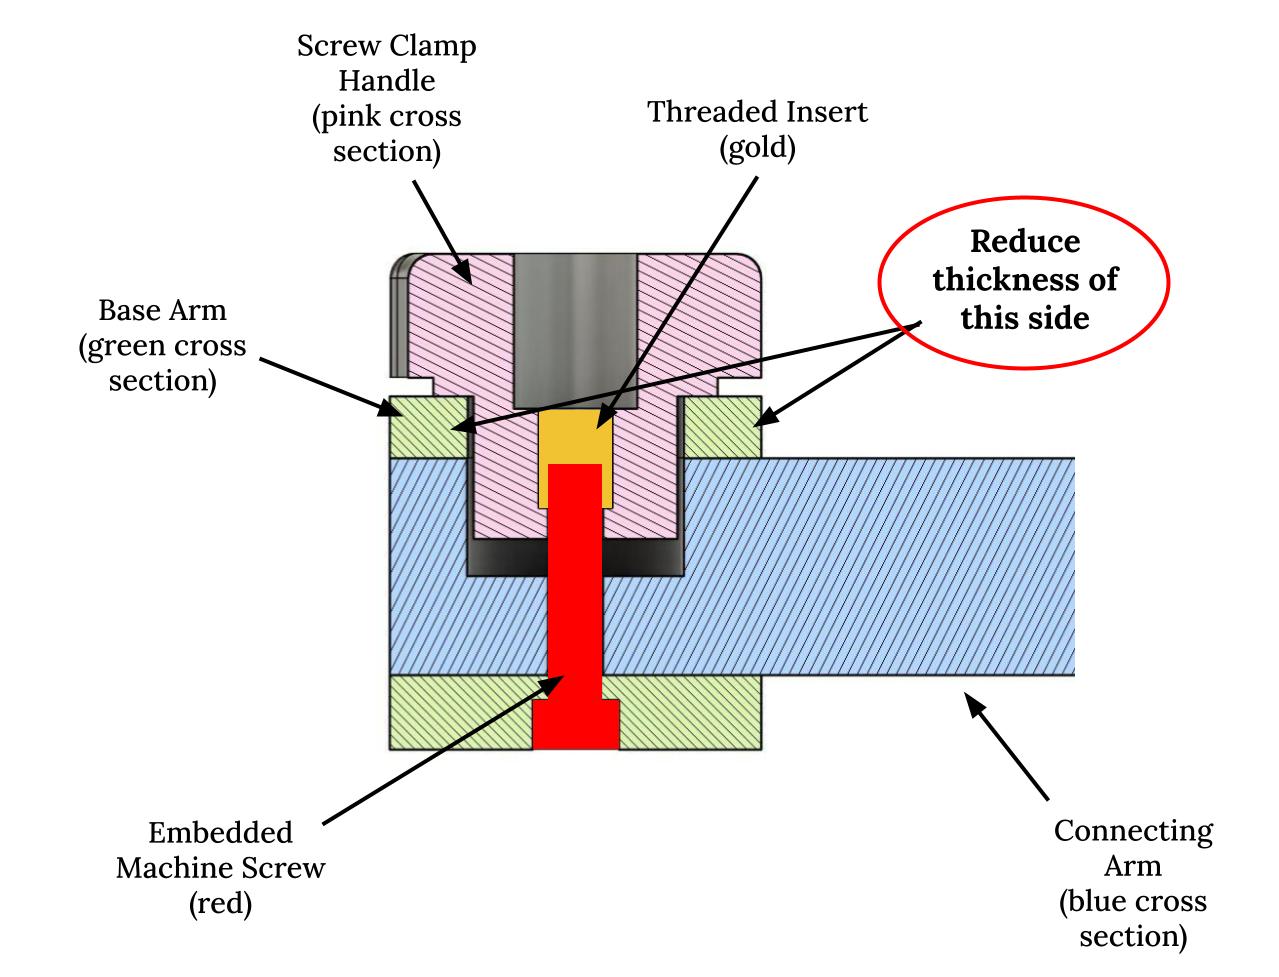 Screw Clamp
Handle
(pink cross
section)
Threaded Insert
(gold)
Reduce
thickness of
this side
Base Arm
(green cross
section)
Embedded
Machine Screw
(red)
Connecting
Arm
(blue cross
section)